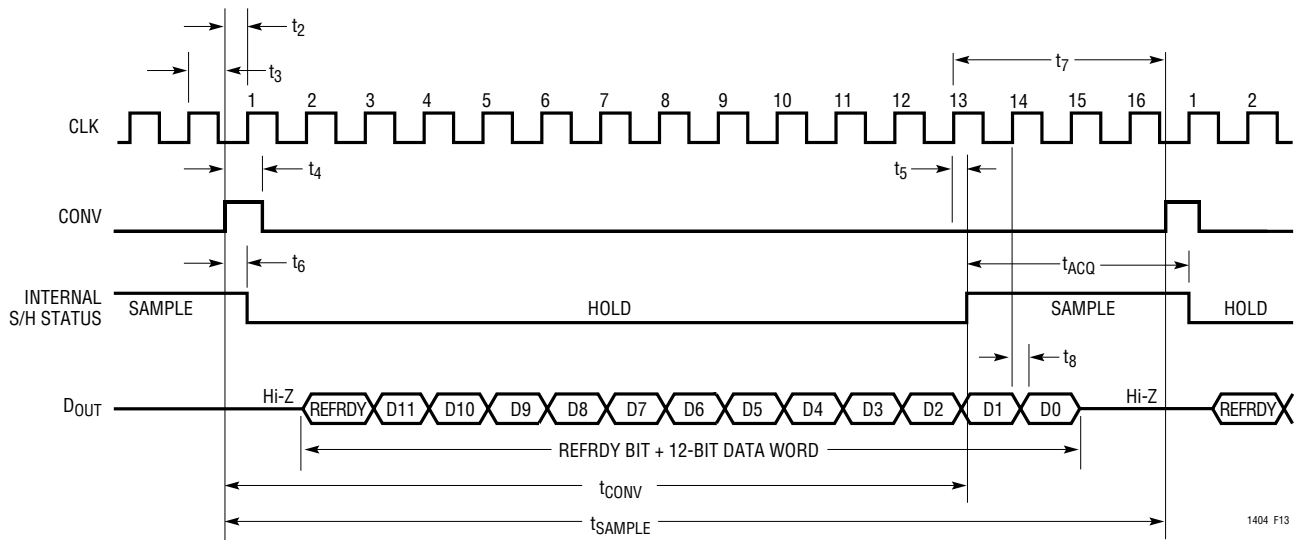 t2
t3
t7
1 2 3 4 5 6 7 8 9 10 11 12 13 14 15 16 1 2
CLK
t4
t5
CONV
t6
tACQ
INTERNAL
S/H STATUS
SAMPLE HOLD SAMPLE HOLD
t8
DOUT
Hi-Z REFRDY D11 D10 D9 D8 D7 D6 D5 D4 D3 D2 D1 D0 Hi-Z REFRDY
REFRDY BIT + 12-BIT DATA WORD
tCONV
tSAMPLE
1404 F13